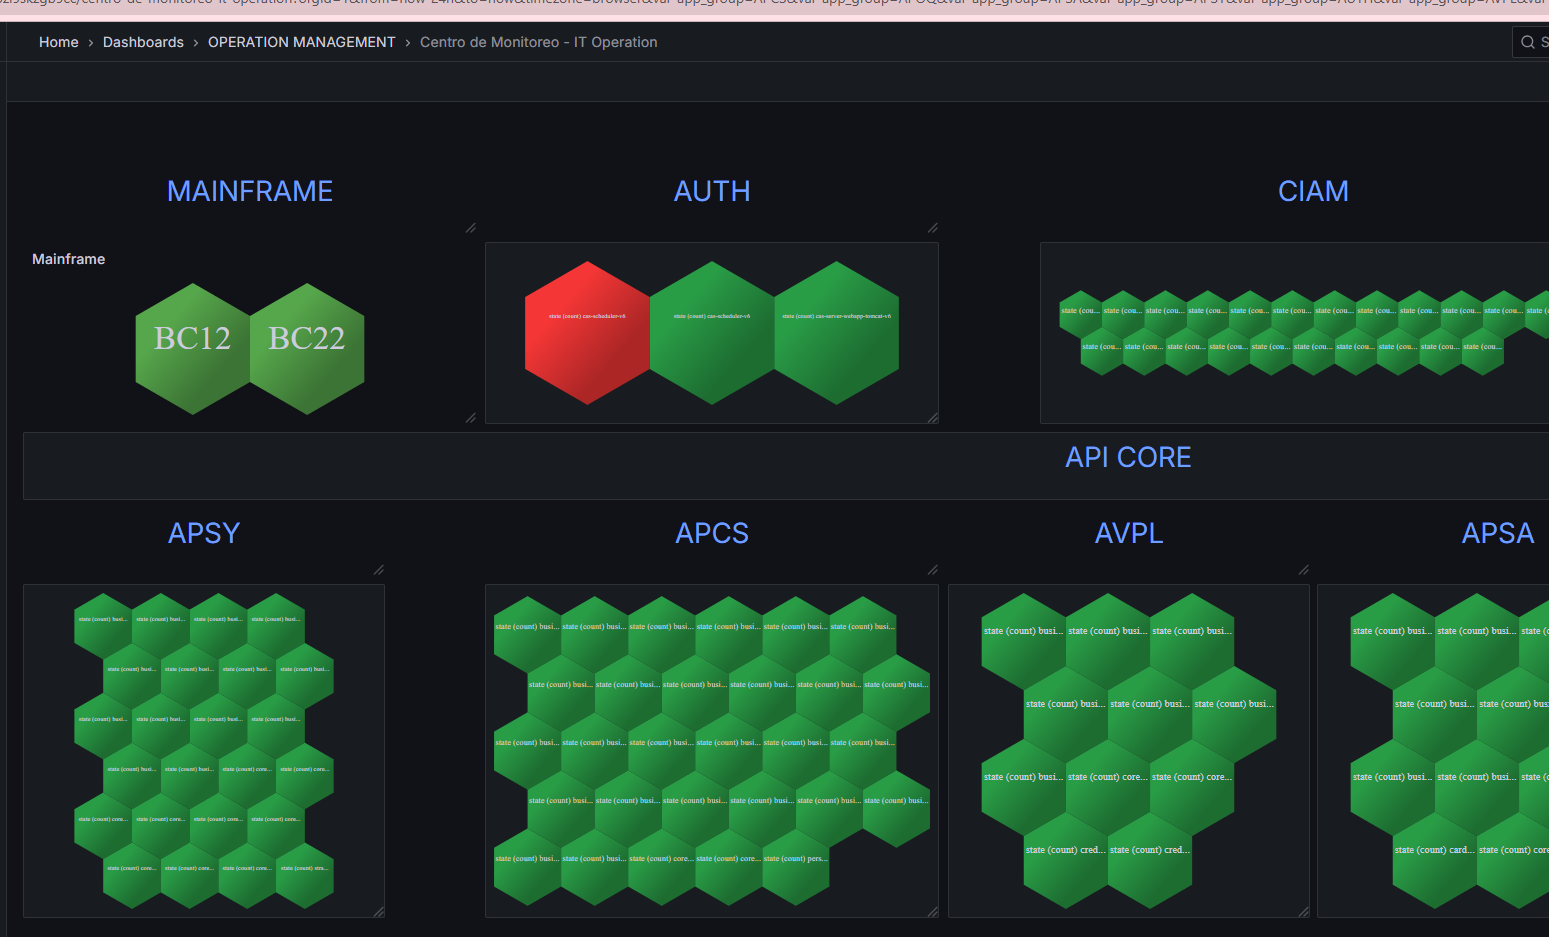 Home › Dashboards › OPERATION MANAGEMENT › Centro de Monitoreo - IT Operation
MAINFRAME
AUTH
CIAM
Mainframe
BC12 BC22
state (count) cas-scheduler-v6 state (count) cas-scheduler-v6 state (count) cas-server-webapp-tomcat-v6
state (cou... state (cou... state (cou... state (cou... state (cou... state (cou... state (cou... state (cou... state (cou... state (cou... state (cou... state (
state (cou... state (cou... state (cou... state (cou... state (cou... state (cou... state (cou... state (cou... state (cou... state (cou...
API CORE
APSY
APCS
AVPL
APSA
state (count) busi... state (count) busi... state (count) busi... state (count) busi...
state (count) busi... state (count) busi... state (count) busi... state (count) busi...
state (count) busi... state (count) busi... state (count) busi... state (count) busi...
state (count) busi... state (count) busi... state (count) core... state (count) core...
state (count) core... state (count) core... state (count) core... state (count) core...
state (count) core... state (count) core... state (count) core... state (count) stra...
state (count) busi... state (count) busi... state (count) busi... state (count) busi... state (count) busi... state (count) busi...
state (count) busi... state (count) busi... state (count) busi... state (count) busi... state (count) busi... state (count) busi...
state (count) busi... state (count) busi... state (count) busi... state (count) busi... state (count) busi... state (count) busi...
state (count) busi... state (count) busi... state (count) busi... state (count) busi... state (count) busi... state (count) busi...
state (count) busi... state (count) busi... state (count) core... state (count) core... state (count) pers...
state (count) busi... state (count) busi... state (count) busi...
state (count) busi... state (count) busi... state (count) busi...
state (count) busi... state (count) core... state (count) core...
state (count) cred... state (count) cred...
state (count) busi... state (count) busi...
state (count) busi... state (count) busi
state (count) busi... state (count) busi...
state (count) card... state (count) core